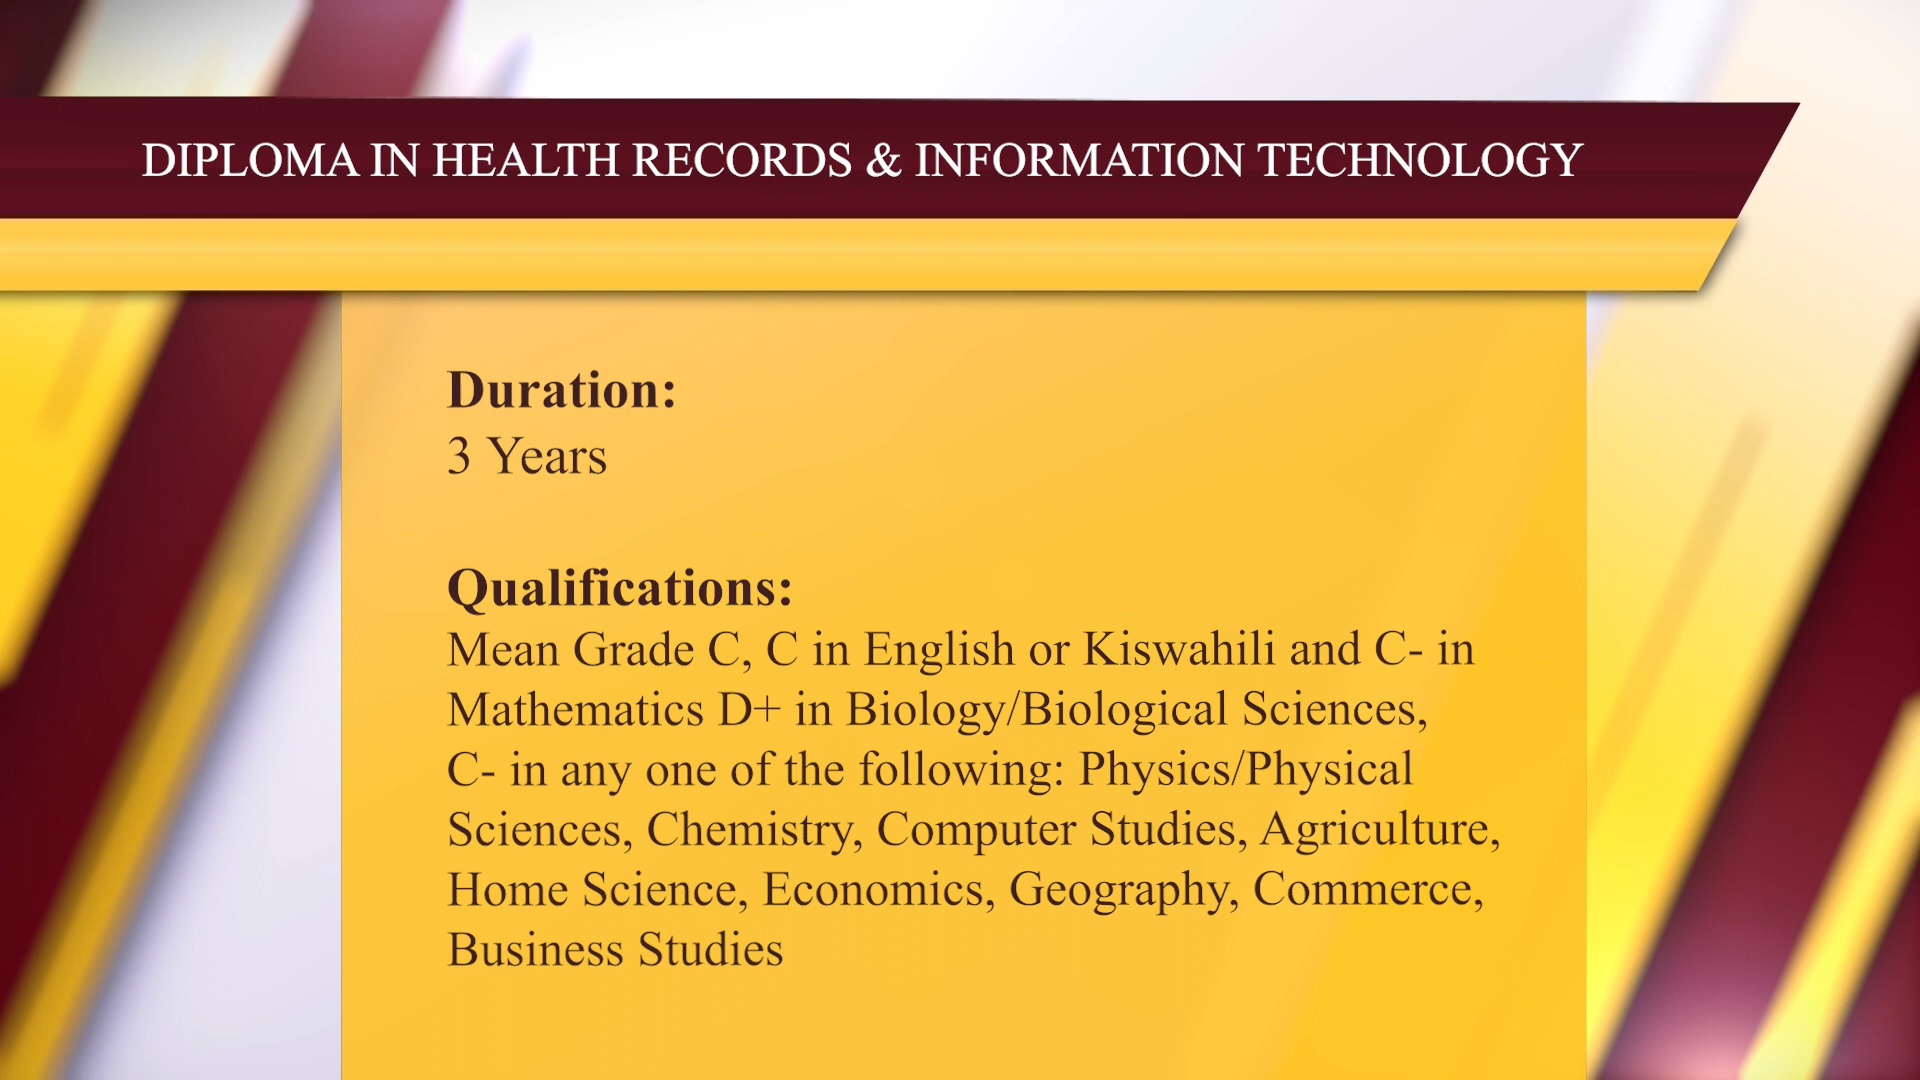 DIPLOMA IN HEALTH RECORDS & INFORMATION TECHNOLOGY
Duration:
3 Years
Qualifications:
Mean Grade C, C in English or Kiswahili and C- in
Mathematics D+ in Biology/Biological Sciences,
C- in any one of the following: Physics/Physical
Sciences, Chemistry, Computer Studies, Agriculture,
Home Science, Economics, Geography, Commerce,
Business Studies